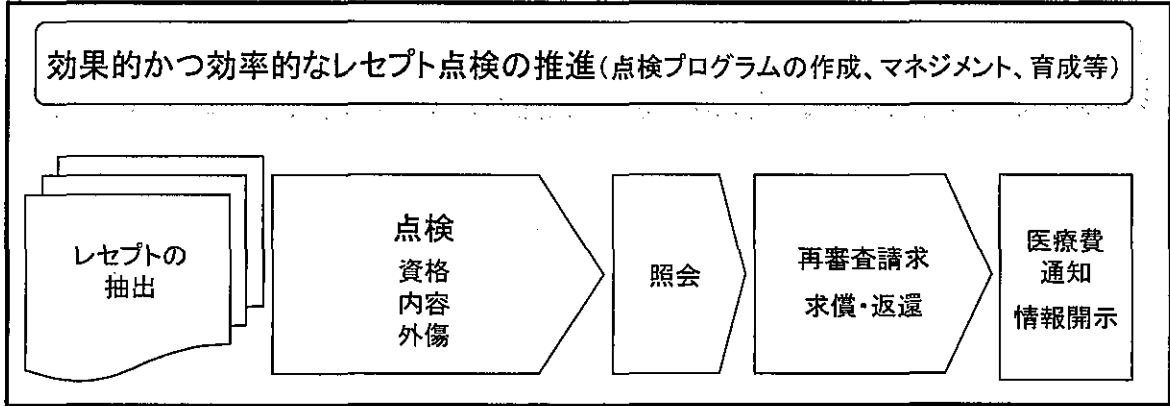 効果的かつ効率的なレセプト点検の推進(点検プログラムの作成、マネジメント、育成等)
レセプトの
抽出
点検
資格
内容
外傷
照会
再審査請求
求償・返還
医療費
通知
情報開示